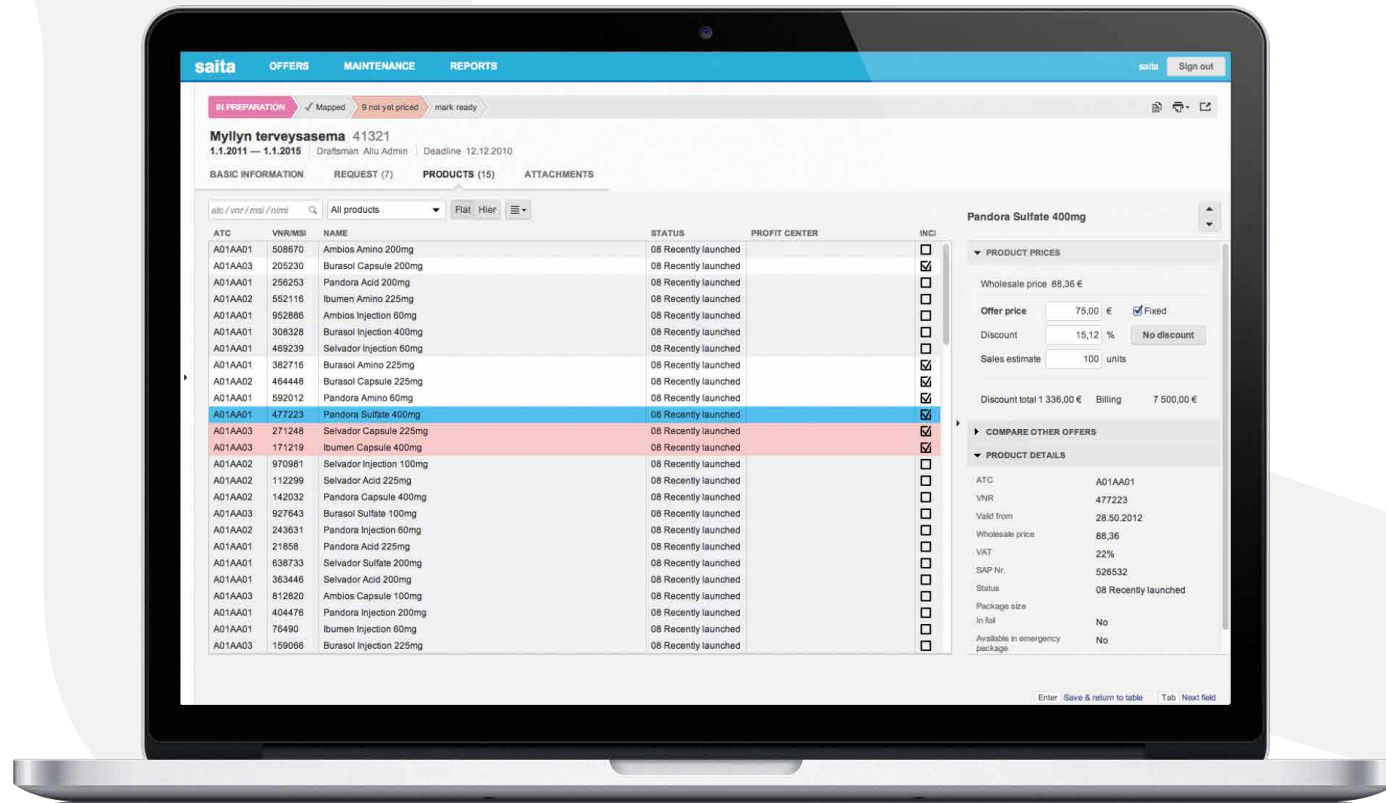 saita OFFERS MAINTENANCE REPORTS saita Sign out
IN PREPARATION ✓ Mapped 9 not yet priced mark ready
Myllyn terveysasema 41321
1.1.2011 — 1.1.2015 Draftsman Allu Admin Deadline 12.12.2010
BASIC INFORMATION REQUEST (7) PRODUCTS (15) ATTACHMENTS
atc / vnr / msi / nimi All products Flat Hier
ATC VNR/MSI NAME STATUS PROFIT CENTER INCI
A01AA01 508670 Ambios Amino 200mg 08 Recently launched
A01AA03 205230 Burasol Capsule 200mg 08 Recently launched
A01AA01 256253 Pandora Acid 200mg 08 Recently launched
A01AA02 552116 Ibumen Amino 225mg 08 Recently launched
A01AA01 952886 Ambios Injection 60mg 08 Recently launched
A01AA01 308328 Burasol Injection 400mg 08 Recently launched
A01AA01 469239 Selvador Injection 60mg 08 Recently launched
A01AA01 382716 Burasol Amino 225mg 08 Recently launched
A01AA02 464448 Burasol Capsule 225mg 08 Recently launched
A01AA01 592012 Pandora Amino 60mg 08 Recently launched
A01AA01 477223 Pandora Sulfate 400mg 08 Recently launched
A01AA03 271248 Selvador Capsule 225mg 08 Recently launched
A01AA03 171219 Ibumen Capsule 400mg 08 Recently launched
A01AA02 970981 Selvador Injection 100mg 08 Recently launched
A01AA02 112299 Selvador Acid 225mg 08 Recently launched
A01AA02 142032 Pandora Capsule 400mg 08 Recently launched
A01AA03 927643 Burasol Sulfate 100mg 08 Recently launched
A01AA02 243631 Pandora Injection 60mg 08 Recently launched
A01AA01 21858 Pandora Acid 225mg 08 Recently launched
A01AA01 638733 Selvador Sulfate 200mg 08 Recently launched
A01AA01 363446 Selvador Acid 200mg 08 Recently launched
A01AA03 812820 Ambios Capsule 100mg 08 Recently launched
A01AA01 404476 Pandora Injection 200mg 08 Recently launched
A01AA01 76490 Ibumen Injection 60mg 08 Recently launched
A01AA03 159066 Burasol Injection 225mg 08 Recently launched
Pandora Sulfate 400mg
PRODUCT PRICES
Wholesale price 88,36 €
Offer price 75,00 € Fixed
Discount 15,12 % No discount
Sales estimate 100 units
Discount total 1 336,00 € Billing 7 500,00 €
COMPARE OTHER OFFERS
PRODUCT DETAILS
ATC A01AA01
VNR 477223
Valid from 28.50.2012
Wholesale price 88,36
VAT 22%
SAP Nr. 526532
Status 08 Recently launched
Package size
In foil No
Available in emergency package No
Enter Save & return to table Tab Next field